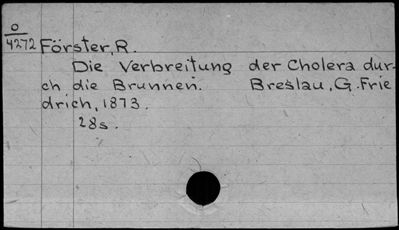 O
4272 Förster, R.
Die Verbreitung der Cholera dur-
ch die Brunnen. Breslau, G. Frie
drich, 1873.
28s.